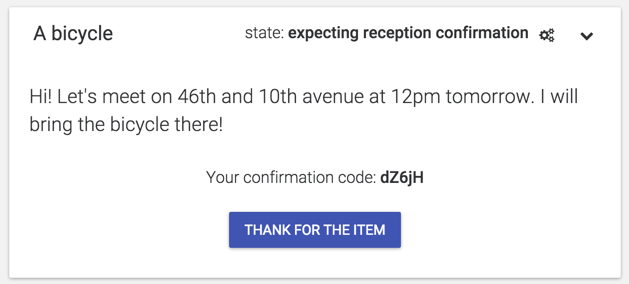 A bicycle
state: expecting reception confirmation
Hi! Let's meet on 46th and 10th avenue at 12pm tomorrow. I will
bring the bicycle there!
Your confirmation code: dZ6jH
THANK FOR THE ITEM